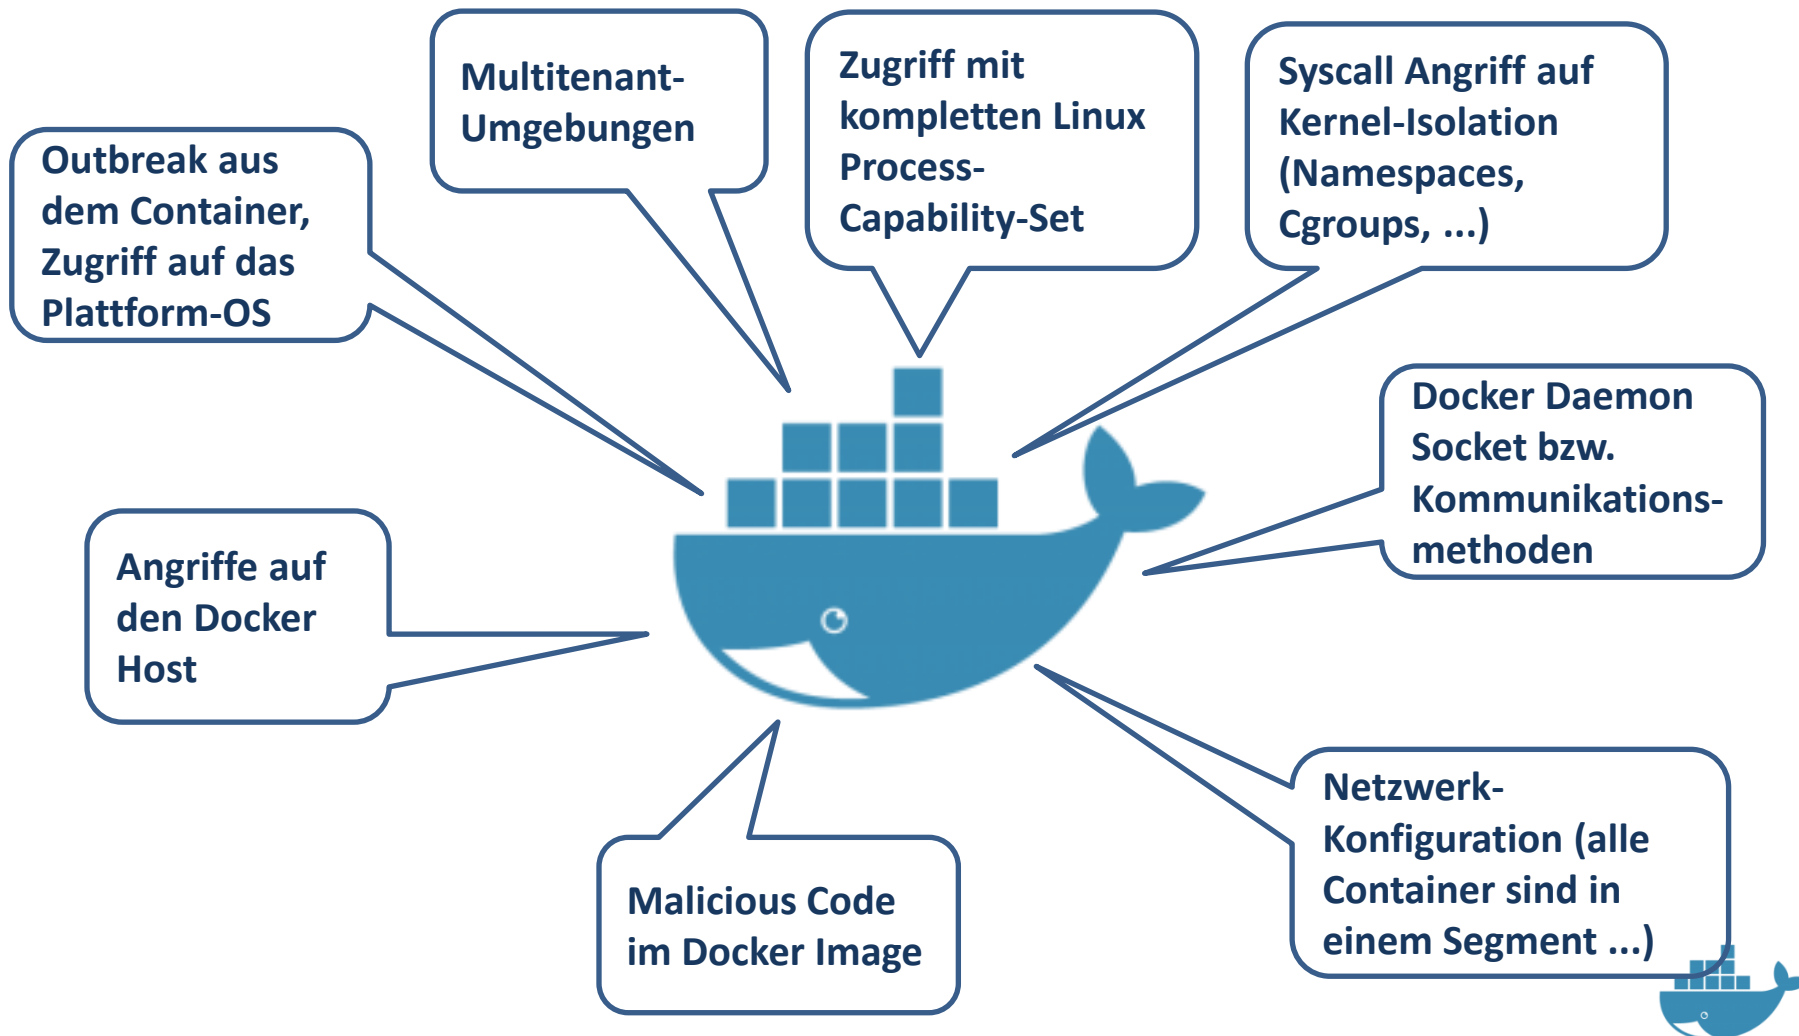 Multitenant-
Umgebungen
Zugriff mit
kompletten Linux
Process-
Capability-Set
Syscall Angriff auf
Kernel-Isolation
(Namespaces,
Cgroups, ...)
Outbreak aus
dem Container,
Zugriff auf das
Plattform-OS
Docker Daemon
Socket bzw.
Kommunikations-
methoden
Angriffe auf
den Docker
Host
Netzwerk-
Konfiguration (alle
Container sind in
einem Segment ...)
Malicious Code
im Docker Image